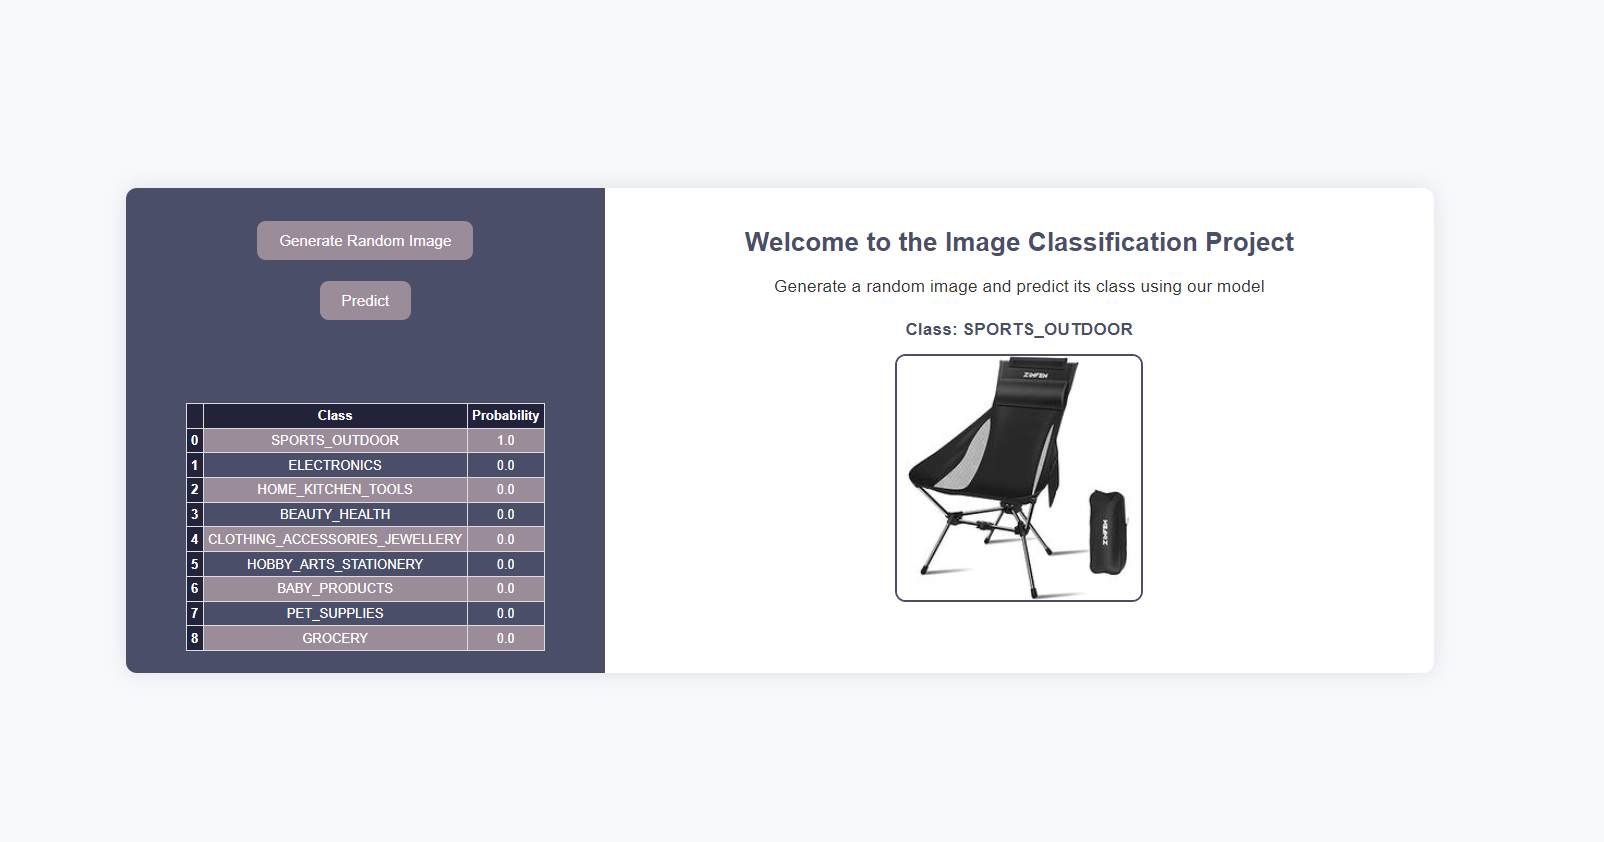 Generate Random Image
Predict
Class Probability
0 SPORTS_OUTDOOR 1.0
1 ELECTRONICS 0.0
2 HOME_KITCHEN_TOOLS 0.0
3 BEAUTY_HEALTH 0.0
4 CLOTHING_ACCESSORIES_JEWELLERY 0.0
5 HOBBY_ARTS_STATIONERY 0.0
6 BABY_PRODUCTS 0.0
7 PET_SUPPLIES 0.0
8 GROCERY 0.0
Welcome to the Image Classification Project
Generate a random image and predict its class using our model
Class: SPORTS_OUTDOOR